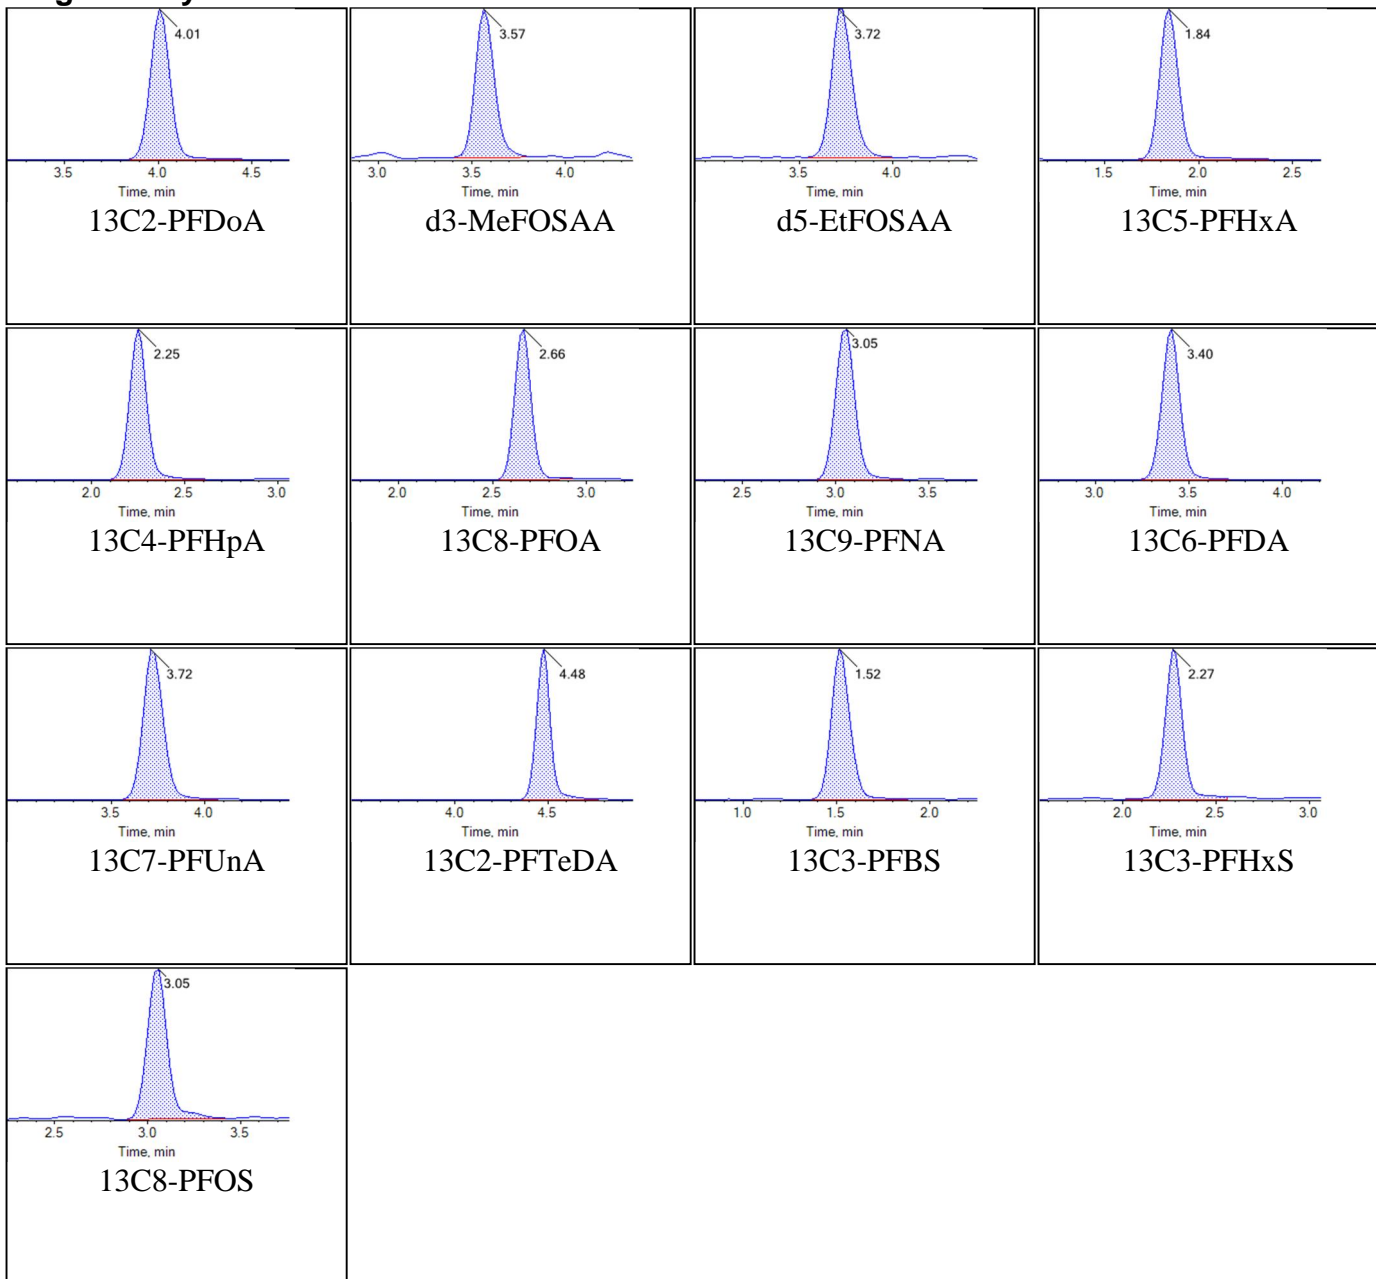 4.01
3.5 4.0 4.5
Time, min
13C2-PFDoA
3.57
3.0 3.5 4.0
Time, min
d3-MeFOSAA
3.72
3.5 4.0
Time, min
d5-EtFOSAA
1.84
1.5 2.0 2.5
Time, min
13C5-PFHxA
2.25
2.0 2.5 3.0
Time, min
13C4-PFHpA
2.66
2.0 2.5 3.0
Time, min
13C8-PFOA
3.05
2.5 3.0 3.5
Time, min
13C9-PFNA
3.40
3.0 3.5 4.0
Time, min
13C6-PFDA
3.72
3.5 4.0
Time, min
13C7-PFUnA
4.48
4.0 4.5
Time, min
13C2-PFTeDA
1.52
1.0 1.5 2.0
Time, min
13C3-PFBS
2.27
2.0 2.5 3.0
Time, min
13C3-PFHxS
3.05
2.5 3.0 3.5
Time, min
13C8-PFOS